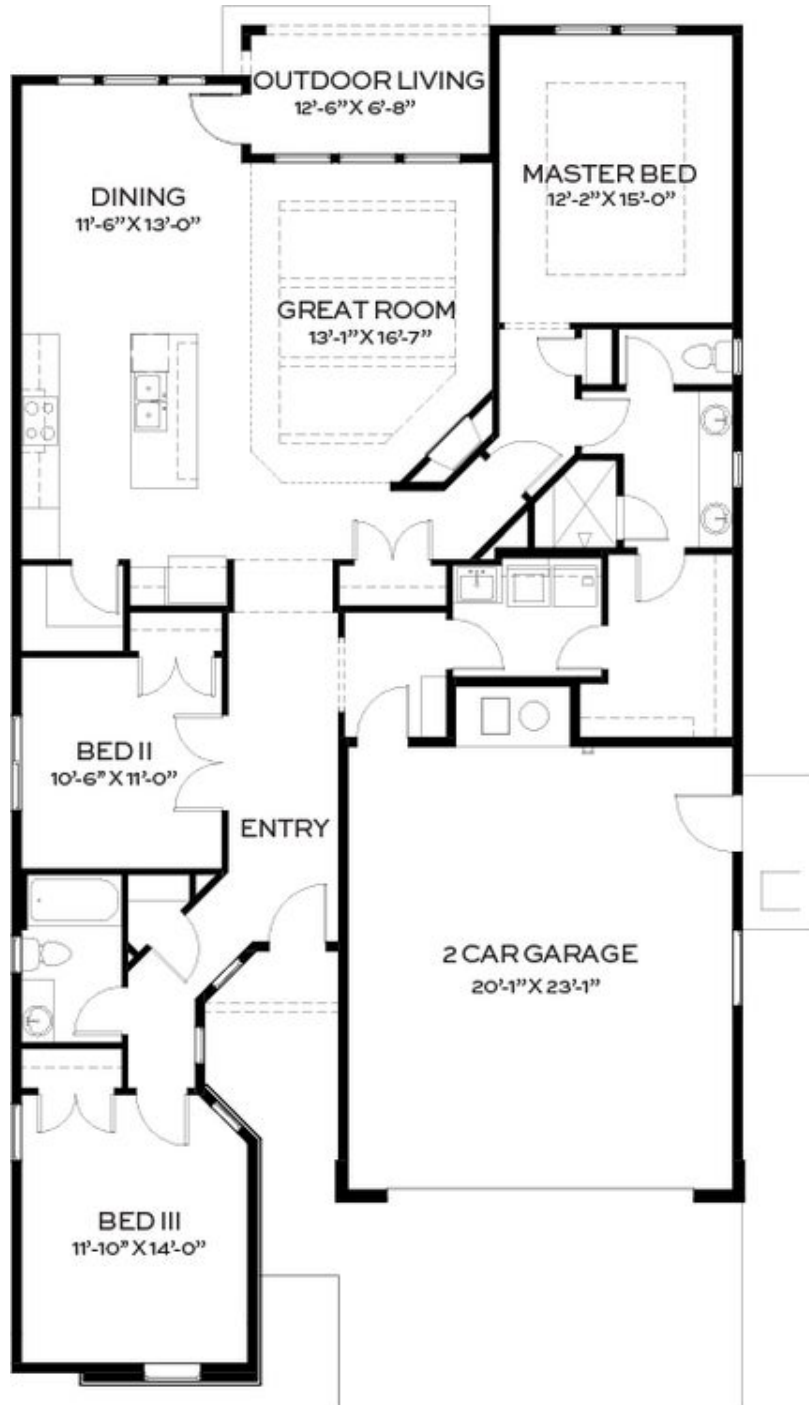 OUTDOOR LIVING
12'-6" X 6'-8"
MASTER BED
12'-2" X 15'-0"
DINING
11'-6" X 13'-0"
GREAT ROOM
13'-1" X 16'-7"
BED II
10'-6" X 11'-0"
ENTRY
2 CAR GARAGE
20'-1" X 23'-1"
BED III
11'-10" X 14'-0"